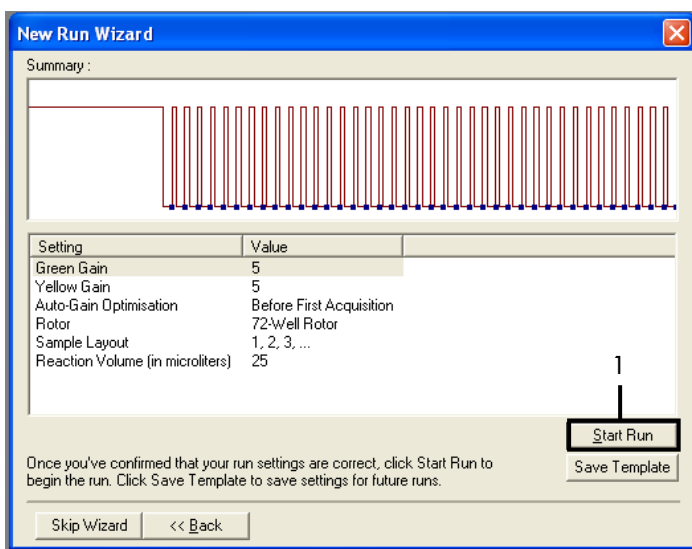 New Run Wizard
Summary :
Setting Value
Green Gain 5
Yellow Gain 5
Auto-Gain Optimisation Before First Acquisition
Rotor 72-Well Rotor
Sample Layout 1, 2, 3, ...
Reaction Volume (in microliters) 25
1
Start Run
Once you've confirmed that your run settings are correct, click Start Run to
begin the run. Click Save Template to save settings for future runs.
Save Template
Skip Wizard << Back